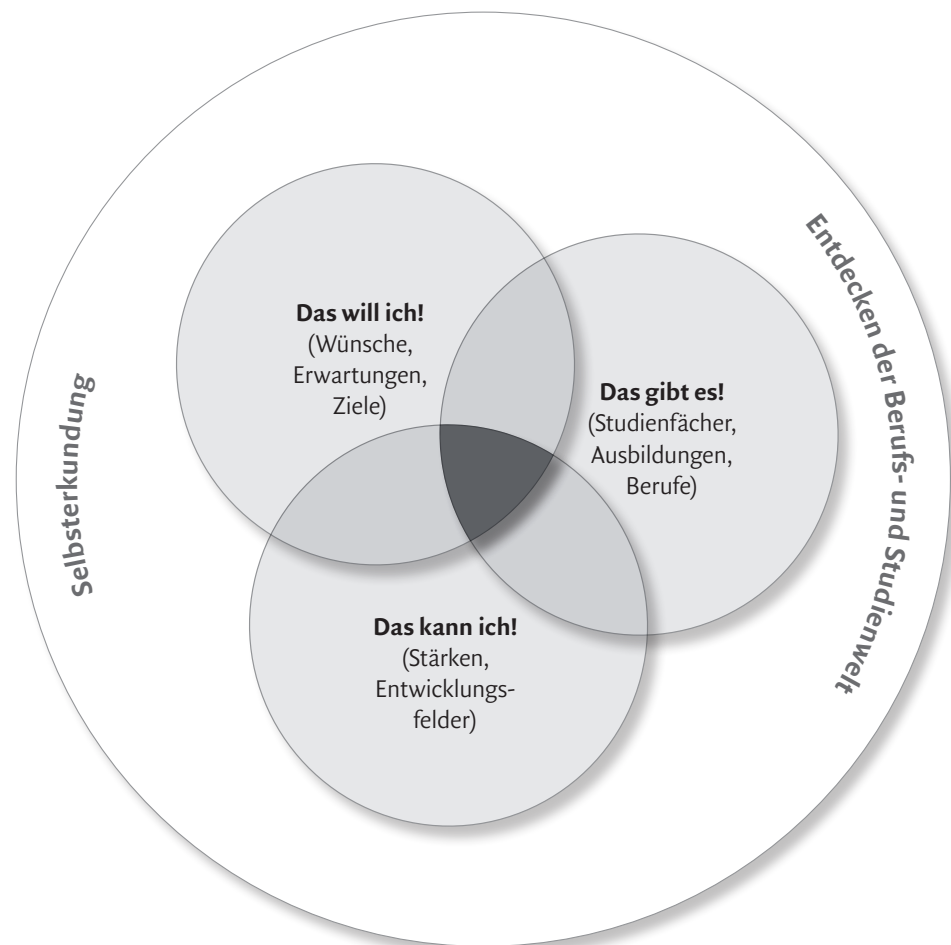 Das will ich!
(Wünsche,
Erwartungen,
Ziele)
Das gibt es!
(Studienfächer,
Ausbildungen,
Berufe)
Das kann ich!
(Stärken,
Entwicklungs-
felder)
Selbsterkundung
Entdecken der Berufs- und Studienwelt